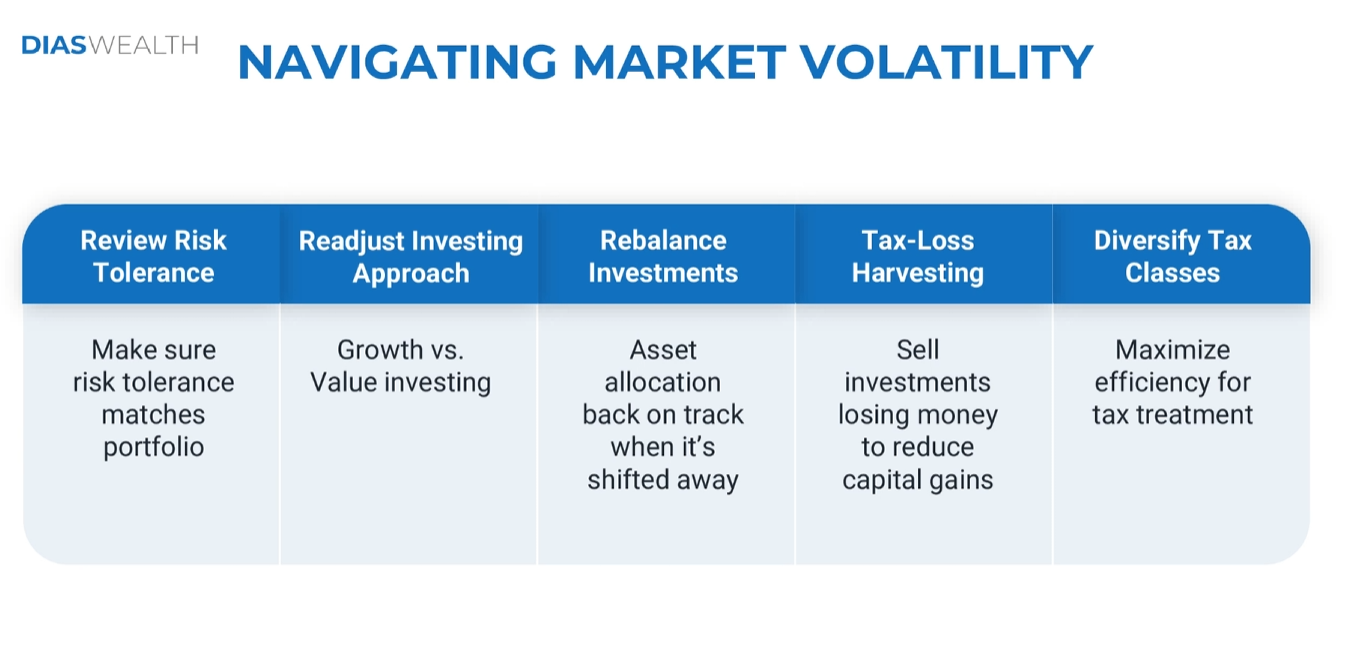 DIASWEALTH
NAVIGATING MARKET VOLATILITY
Review Risk
Tolerance
Make sure
risk tolerance
matches
portfolio
Readjust Investing
Approach
Growth vs.
Value investing
Rebalance
Investments
Asset
allocation
back on track
when it’s
shifted away
Tax-Loss
Harvesting
Sell
investments
losing money
to reduce
capital gains
Diversify Tax
Classes
Maximize
efficiency for
tax treatment